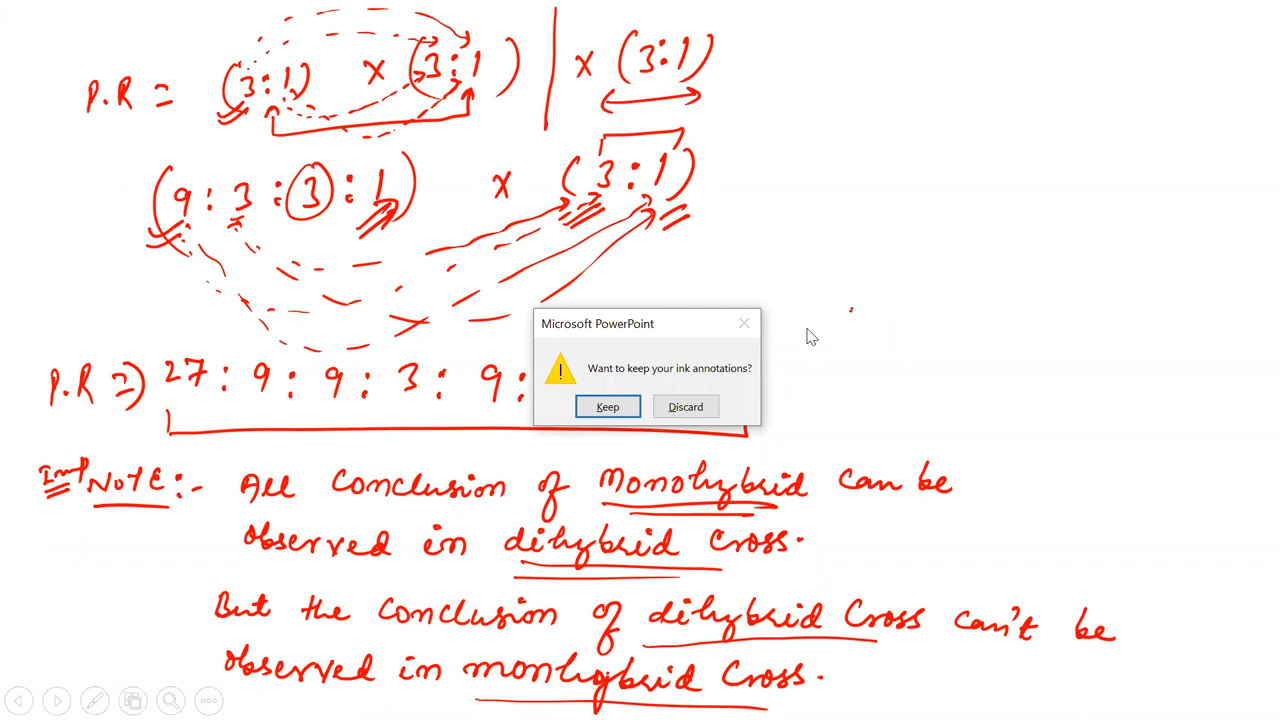 P.R = (3:1) x (3:1) x (3:1)
(9:3:3:1) x (3:1)
Microsoft PowerPoint
Want to keep your ink annotations?
P.R => 27:9:9:3:9:
Keep Discard
Imp NOTE:- All conclusion of Monohybrid can be
observed in dihybrid cross.
But the conclusion of dihybrid cross can't be
observed in monhybrid cross.